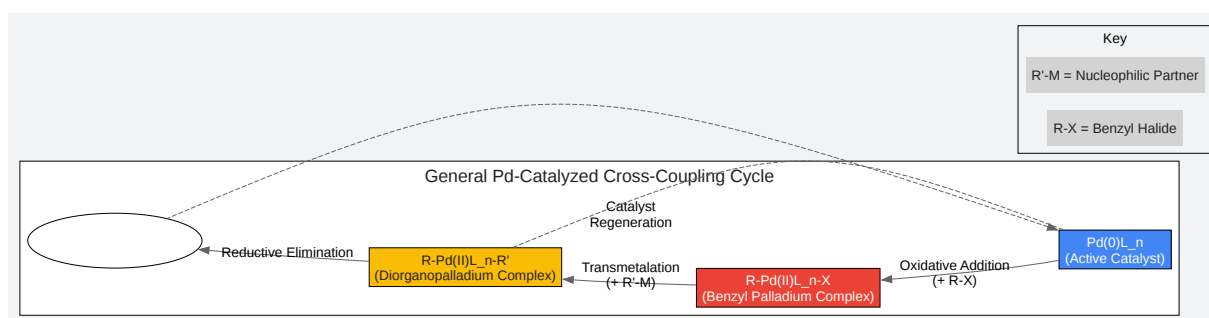 Key
R'-M = Nucleophilic Partner
R-X = Benzyl Halide
General Pd-Catalyzed Cross-Coupling Cycle
Catalyst
Regeneration
Reductive Elimination
R-Pd(II)L_n-R'
(Diorganopalladium Complex)
Transmetalation
(+ R'-M)
R-Pd(II)L_n-X
(Benzyl Palladium Complex)
Oxidative Addition
(+ R-X)
Pd(0)L_n
(Active Catalyst)